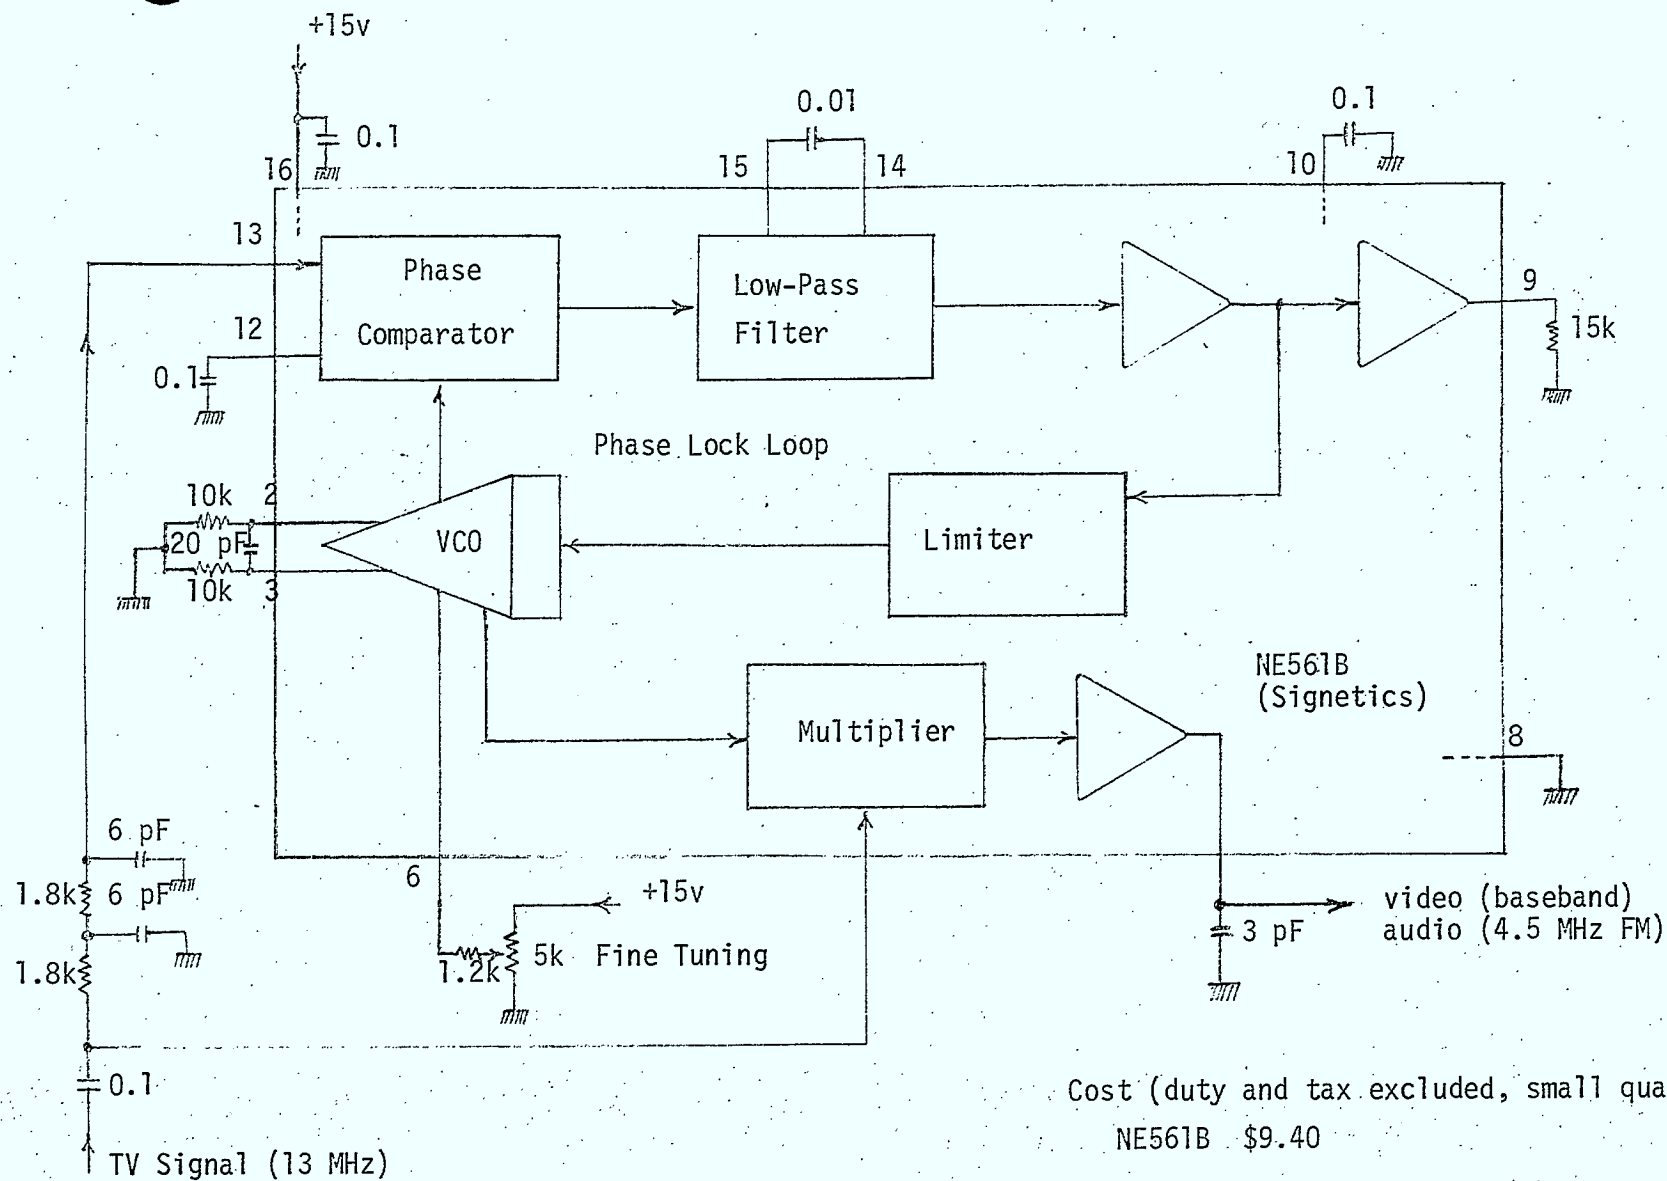 +15v
0.01
0.1
0.1
16
15
14
10
13
Phase
Comparator
Low-Pass
Filter
9
15k
12
0.1
Phase Lock Loop
10k
2
20 pF
VCO
Limiter
10k
3
NE561B
(Signetics)
Multiplier
8
6 pF
6
1.8k
6 pF
+15v
video (baseband)
audio (4.5 MHz FM)
3 pF
1.2k
5k Fine Tuning
1.8k
0.1
Cost (duty and tax excluded, small qua
NE561B $9.40
TV Signal (13 MHz)